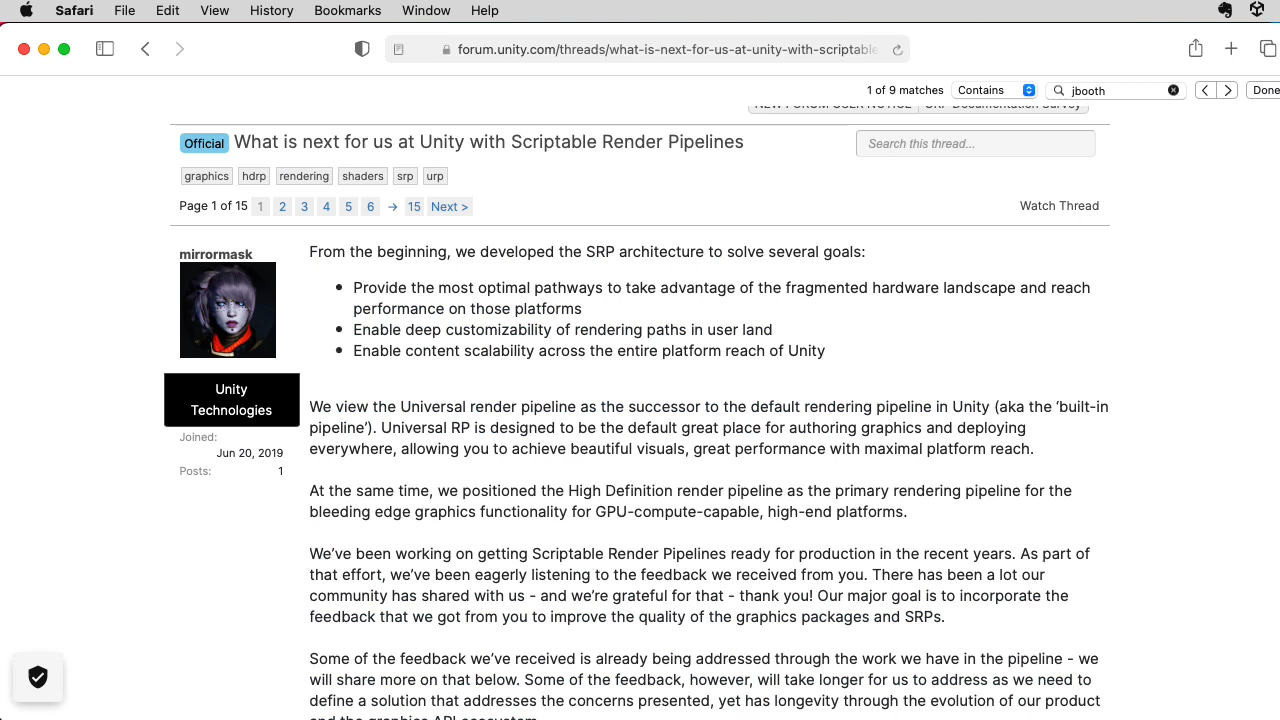 Safari File Edit View History Bookmarks Window Help
forum.unity.com/threads/what-is-next-for-us-at-unity-with-scriptable
1 of 9 matches Contains jbooth Done
NEW FORUM USER NOTICE URP Documentation Survey
Official What is next for us at Unity with Scriptable Render Pipelines
Search this thread...
graphics hdrp rendering shaders srp urp
Page 1 of 15 1 2 3 4 5 6 → 15 Next >
Watch Thread
mirrormask
Unity
Technologies
Joined:
Jun 20, 2019
Posts: 1
From the beginning, we developed the SRP architecture to solve several goals:
• Provide the most optimal pathways to take advantage of the fragmented hardware landscape and reach
performance on those platforms
• Enable deep customizability of rendering paths in user land
• Enable content scalability across the entire platform reach of Unity
We view the Universal render pipeline as the successor to the default rendering pipeline in Unity (aka the ‘built-in
pipeline’). Universal RP is designed to be the default great place for authoring graphics and deploying
everywhere, allowing you to achieve beautiful visuals, great performance with maximal platform reach.
At the same time, we positioned the High Definition render pipeline as the primary rendering pipeline for the
bleeding edge graphics functionality for GPU-compute-capable, high-end platforms.
We’ve been working on getting Scriptable Render Pipelines ready for production in the recent years. As part of
that effort, we’ve been eagerly listening to the feedback we received from you. There has been a lot our
community has shared with us - and we’re grateful for that - thank you! Our major goal is to incorporate the
feedback that we got from you to improve the quality of the graphics packages and SRPs.
Some of the feedback we’ve received is already being addressed through the work we have in the pipeline - we
will share more on that below. Some of the feedback, however, will take longer for us to address as we need to
define a solution that addresses the concerns presented, yet has longevity through the evolution of our product
and the graphics API ecosystem.